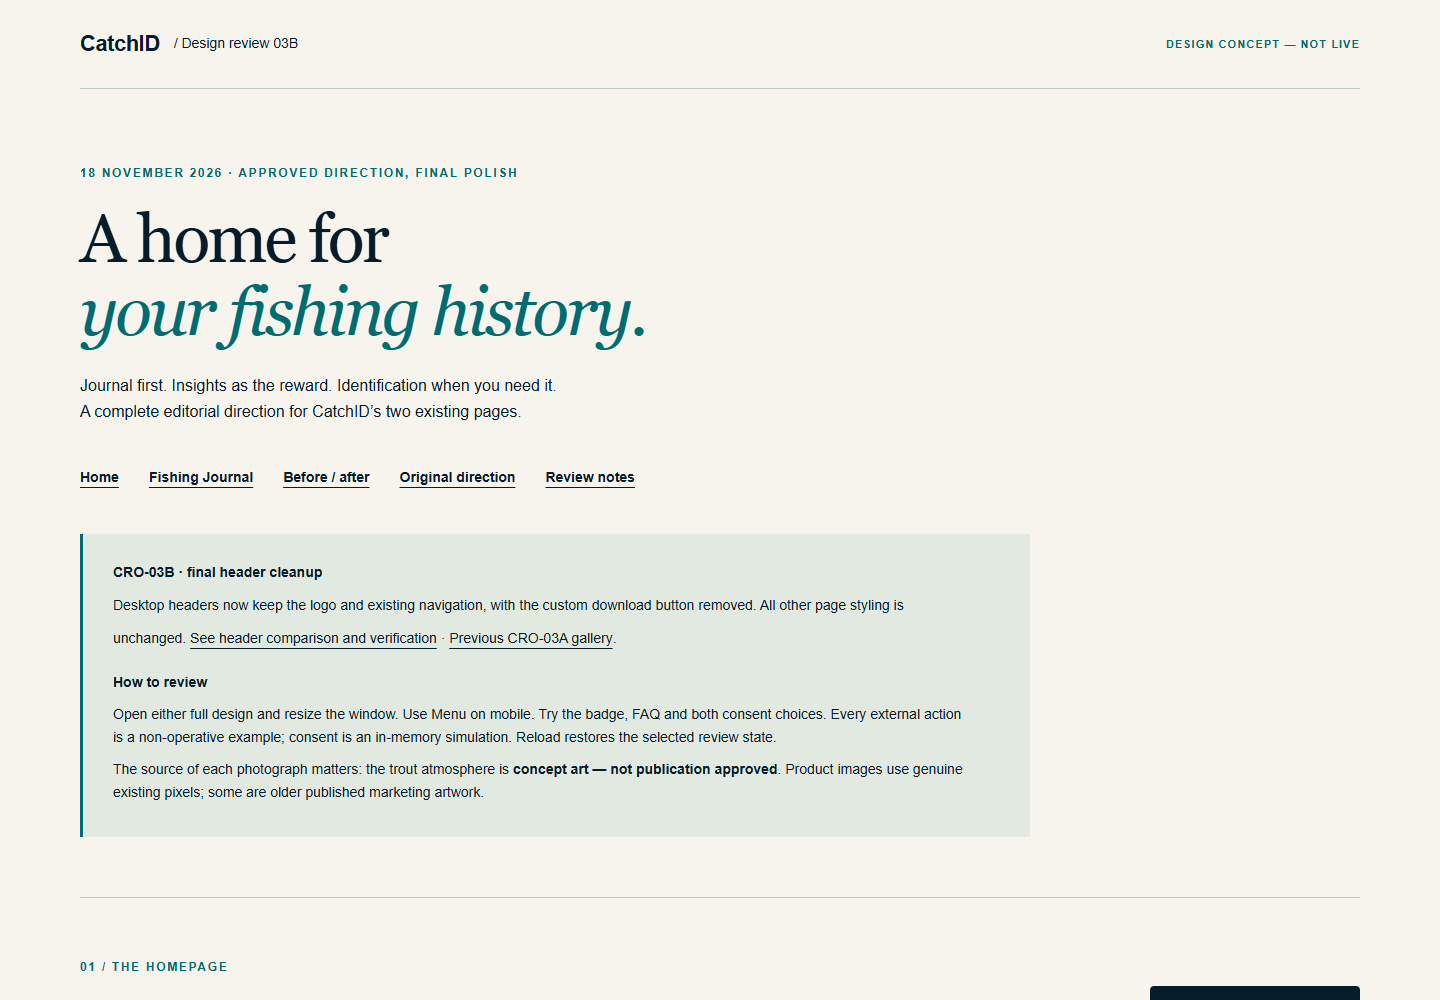 CatchID / Design review 03B
DESIGN CONCEPT — NOT LIVE
18 NOVEMBER 2026 · APPROVED DIRECTION, FINAL POLISH
A home for
your fishing history.
Journal first. Insights as the reward. Identification when you need it.
A complete editorial direction for CatchID’s two existing pages.
Home Fishing Journal Before / after Original direction Review notes
CRO-03B · final header cleanup
Desktop headers now keep the logo and existing navigation, with the custom download button removed. All other page styling is
unchanged. See header comparison and verification · Previous CRO-03A gallery.
How to review
Open either full design and resize the window. Use Menu on mobile. Try the badge, FAQ and both consent choices. Every external action
is a non-operative example; consent is an in-memory simulation. Reload restores the selected review state.
The source of each photograph matters: the trout atmosphere is concept art — not publication approved. Product images use genuine
existing pixels; some are older published marketing artwork.
01 / THE HOMEPAGE